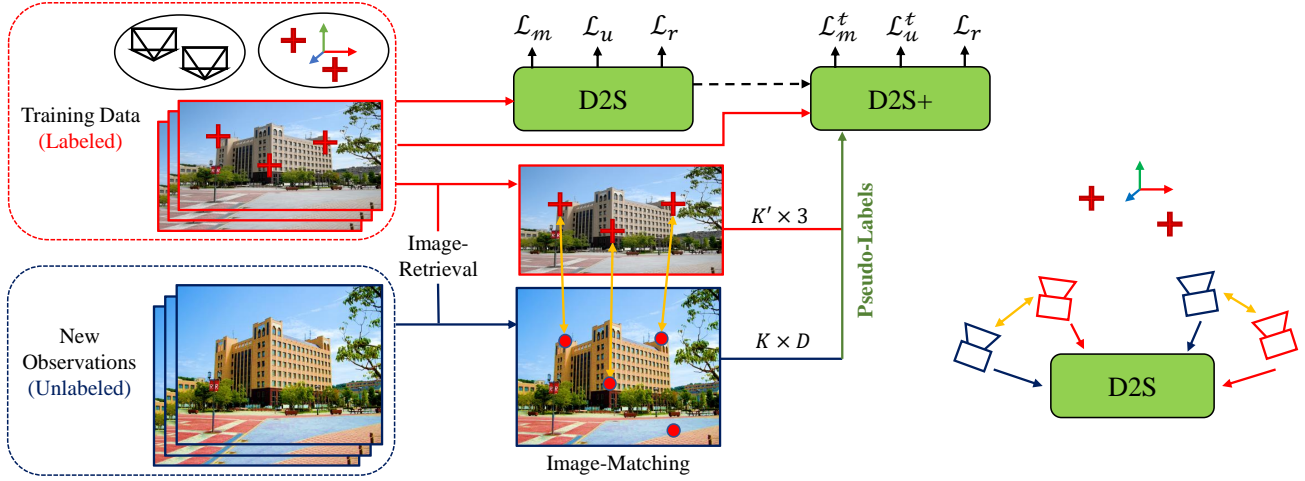 ℒ_m ℒ_u ℒ_r
ℒ_m^t ℒ_u^t ℒ_r
D2S
D2S+
Training Data
(Labeled)
Image-
Retrieval
K′ × 3
Pseudo-Labels
New
Observations
(Unlabeled)
K × D
D2S
Image-Matching